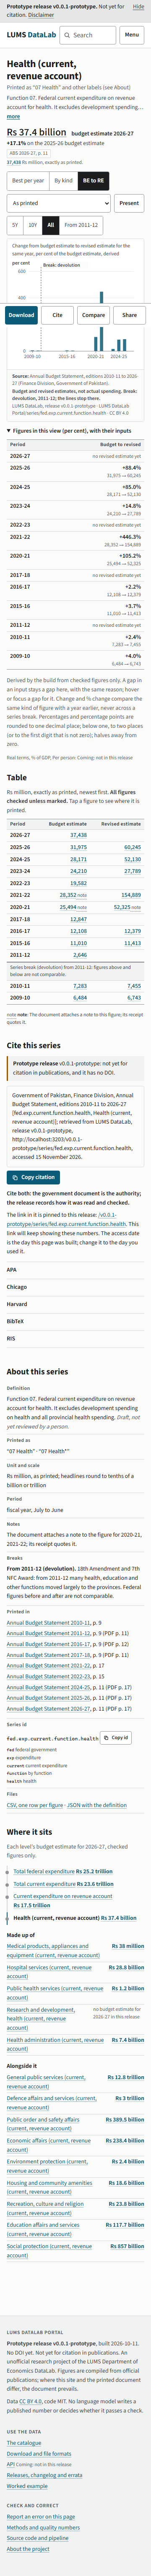 Prototype release v0.0.1-prototype. Not yet for citation. Disclaimer
Hide
LUMS DataLab
Search
Menu
Health (current, revenue account)
Printed as "07 Health" and other labels (see About)
Function 07. Federal current expenditure on revenue account for health. It excludes development spending…
more
Rs 37.4 billion budget estimate 2026-27
+17.1% on the 2025-26 budget estimate
ABS 2026-27, p. 11
37,438 Rs million, exactly as printed.
Best per year
By kind
BE to RE
As printed
Present
5Y
10Y
All
From 2011-12
Change from budget estimate to revised estimate for the same year, per cent of the budget estimate, derived
per cent
Break: devolution
600
400
Download
Cite
Compare
Share
0
2009-10
2015-16
2024-25
Source: Annual Budget Statement, editions 2010-11 to 2026-27 (Finance Division, Government of Pakistan).
Budget and revised estimates, not actual spending. Break: devolution, 2011-12; the lines stop there.
LUMS DataLab, release v0.0.1-prototype · LUMS DataLab Portal/series/fed.exp.current.function.health · CC BY 4.0
Figures in this view (per cent), with their inputs
Period
Budget to revised
2026-27
no revised estimate yet
2025-26
+88.4%
31,975 → 60,245
2024-25
+85.0%
28,171 → 52,130
2023-24
+14.8%
24,210 → 27,789
2022-23
no revised estimate yet
2021-22
+446.3%
28,352 → 154,889
2020-21
+105.2%
25,494 → 52,325
2017-18
no revised estimate yet
2016-17
+2.2%
12,108 → 12,379
2015-16
+3.7%
11,010 → 11,413
2011-12
no revised estimate yet
2010-11
+2.4%
7,283 → 7,455
2009-10
+4.0%
6,484 → 6,743
Derived by the build from checked figures only. A gap in an input stays a gap here, with the same reason; hover or focus a gap for it. Change and % change compare the same kind of figure with a year earlier, never across a series break. Percentages and percentage points are rounded half up on the exact decimal, to two places (or to the first digit that is not zero); halves away from zero.
Real terms, % of GDP, Per person: Coming: not in this release
Table
Rs million, exactly as printed, newest first. All figures checked unless marked. Tap a figure to see where it is printed.
Period
Budget estimate
Revised estimate
2026-27
37,438
2025-26
31,975
60,245
2024-25
28,171
52,130
2023-24
24,210
27,789
2022-23
19,582
2021-22
28,352 note
154,889
2020-21
25,494 note
52,325 note
2017-18
12,847
2016-17
12,108
12,379
2015-16
11,010
11,413
2011-12
2,646
Series break (devolution) from 2011-12: figures above and below are not comparable.
2010-11
7,283
7,455
2009-10
6,484
6,743
note note: The document attaches a note to this figure; its receipt quotes it.
Cite this series
Prototype release v0.0.1-prototype: not yet for citation in publications, and it has no DOI.
Government of Pakistan, Finance Division, Annual Budget Statement, editions 2010-11 to 2026-27 [fed.exp.current.function.health, Health (current, revenue account)]; retrieved from LUMS DataLab, release v0.0.1-prototype, http://localhost:3203/v0.0.1-prototype/series/fed.exp.current.function.health, accessed 15 November 2026.
Copy citation
Cite both: the government document is the authority; the release records how it was read and checked.
The link in it is pinned to this release: /v0.0.1-prototype/series/fed.exp.current.function.health. This link will keep showing these numbers. The access date is the day this page was built; change it to the day you used it.
APA
Chicago
Harvard
BibTeX
RIS
About this series
Definition
Function 07. Federal current expenditure on revenue account for health. It excludes development spending on health and all provincial health spending. Draft, not yet reviewed by a person.
Printed as
"07 Health" · "07 Health*"
Unit and scale
Rs million, as printed; headlines round to tenths of a billion or trillion
Period
fiscal year, July to June
Notes
The document attaches a note to the figure for 2020-21, 2021-22; its receipt quotes it.
Breaks
From 2011-12 (devolution). 18th Amendment and 7th NFC Award: from 2011-12 many health, education and other functions moved largely to the provinces. Federal figures before and after are not comparable.
Printed in
Annual Budget Statement 2010-11, p. 9
Annual Budget Statement 2011-12, p. 9 (PDF p. 11)
Annual Budget Statement 2016-17, p. 9 (PDF p. 12)
Annual Budget Statement 2017-18, p. 9 (PDF p. 11)
Annual Budget Statement 2021-22, p. 17
Annual Budget Statement 2022-23, p. 15
Annual Budget Statement 2024-25, p. 11 (PDF p. 17)
Annual Budget Statement 2025-26, p. 11 (PDF p. 17)
Annual Budget Statement 2026-27, p. 11 (PDF p. 17)
Series id
fed.exp.current.function.health
Copy id
fed federal government
exp expenditure
current current expenditure
function by function
health health
Files
CSV, one row per figure · JSON with the definition
Where it sits
Each level's budget estimate for 2026-27, checked figures only.
Total federal expenditure Rs 25.2 trillion
Total current expenditure Rs 23.6 trillion
Current expenditure on revenue account Rs 17.5 trillion
Health (current, revenue account) Rs 37.4 billion
Made up of
Medical products, appliances and equipment (current, revenue account)
Rs 38 million
Hospital services (current, revenue account)
Rs 28.8 billion
Public health services (current, revenue account)
Rs 1.2 billion
Research and development, health (current, revenue account)
no budget estimate for 2026-27 in this release
Health administration (current, revenue account)
Rs 7.4 billion
Alongside it
General public services (current, revenue account)
Rs 12.8 trillion
Defence affairs and services (current, revenue account)
Rs 3 trillion
Public order and safety affairs (current, revenue account)
Rs 389.5 billion
Economic affairs (current, revenue account)
Rs 238.4 billion
Environment protection (current, revenue account)
Rs 2.4 billion
Housing and community amenities (current, revenue account)
Rs 18.6 billion
Recreation, culture and religion (current, revenue account)
Rs 23.8 billion
Education affairs and services (current, revenue account)
Rs 117.7 billion
Social protection (current, revenue account)
Rs 857 billion
LUMS DATALAB PORTAL
Prototype release v0.0.1-prototype, built 2026-10-11. No DOI yet. Not yet for citation in publications. An unofficial research project of the LUMS Department of Economics DataLab. Figures are compiled from official publications; where this site and the printed document differ, the document prevails.
Data CC BY 4.0, code MIT. No language model writes a published number or decides whether it passes a check.
USE THE DATA
The catalogue
Download and file formats
API Coming: not in this release
Releases, changelog and errata
Worked example
CHECK AND CORRECT
Report an error on this page
Methods and quality numbers
Source code and pipeline
About the project